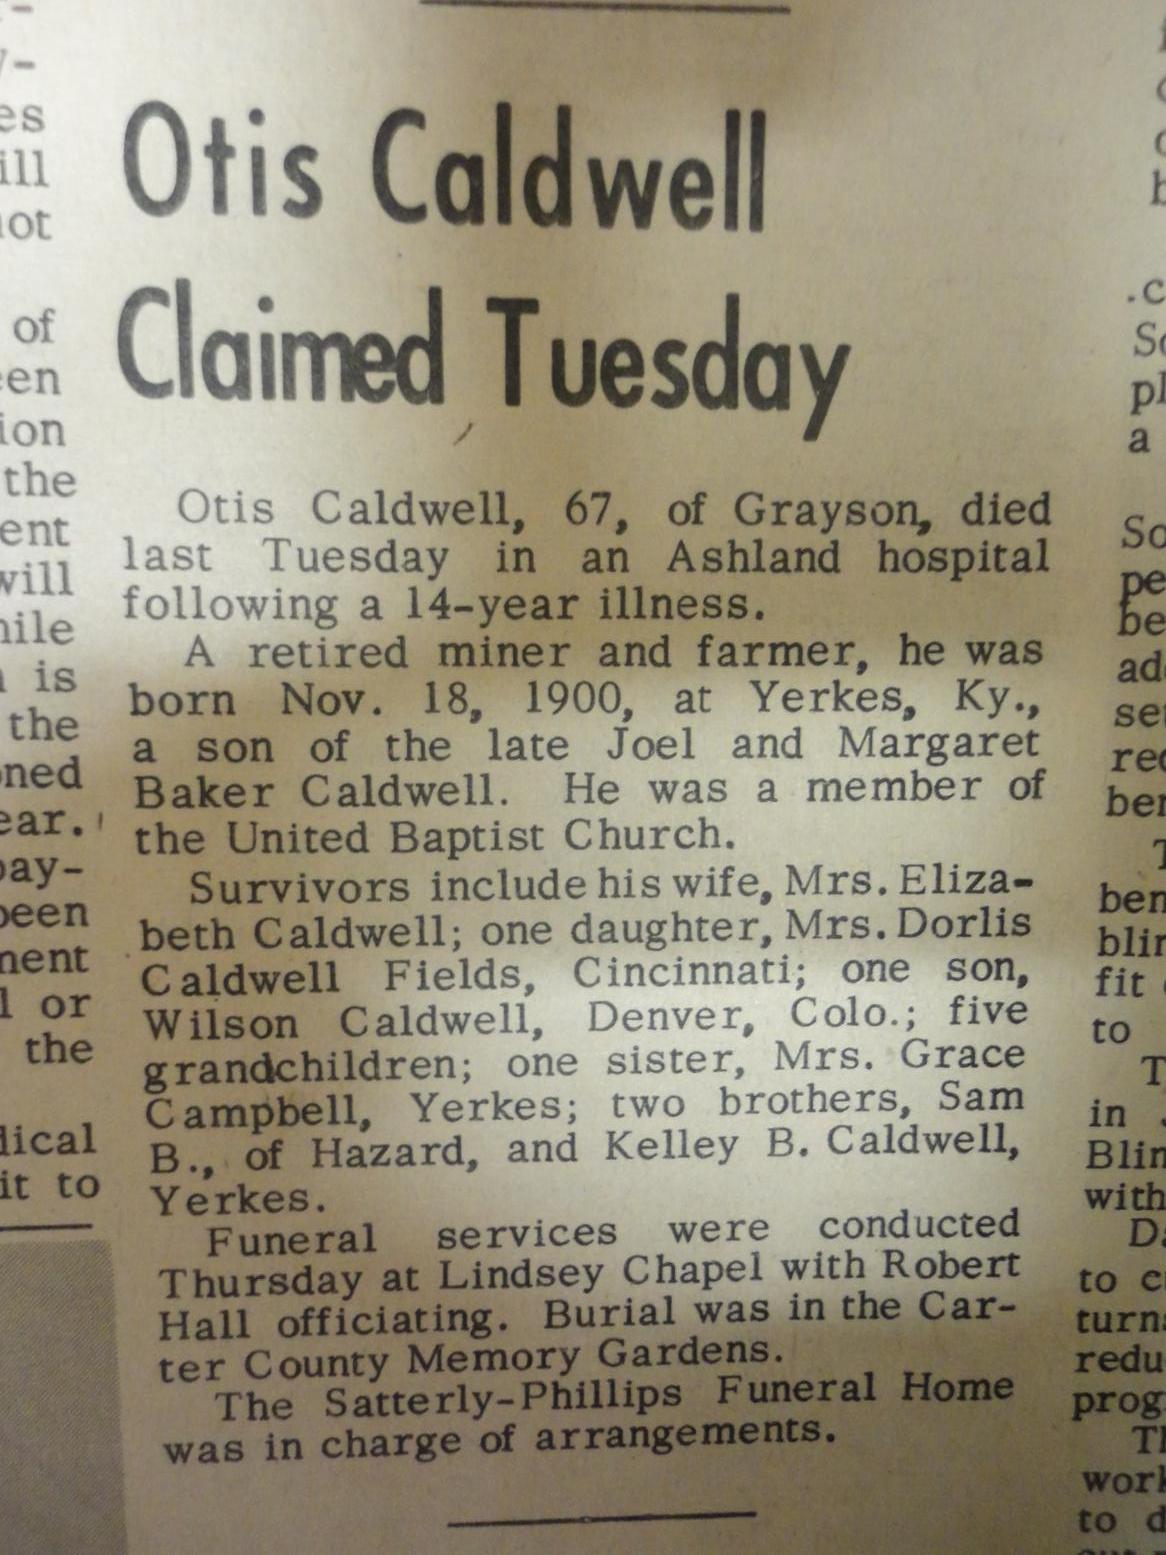 Otis Caldwell
Claimed Tuesday
Otis Caldwell, 67, of Grayson, died
last Tuesday in an Ashland hospital
following a 14-year illness.
A retired miner and farmer, he was
born Nov. 18, 1900, at Yerkes, Ky.,
a son of the late Joel and Margaret
Baker Caldwell. He was a member of
the United Baptist Church.
Survivors include his wife, Mrs. Eliza-
beth Caldwell; one daughter, Mrs. Dorlis
Caldwell Fields, Cincinnati; one son,
Wilson Caldwell, Denver, Colo.; five
grandchildren; one sister, Mrs. Grace
Campbell, Yerkes; two brothers, Sam
B., of Hazard, and Kelley B. Caldwell,
Yerkes.
Funeral services were conducted
Thursday at Lindsey Chapel with Robert
Hall officiating. Burial was in the Car-
ter County Memory Gardens.
The Satterly-Phillips Funeral Home
was in charge of arrangements.